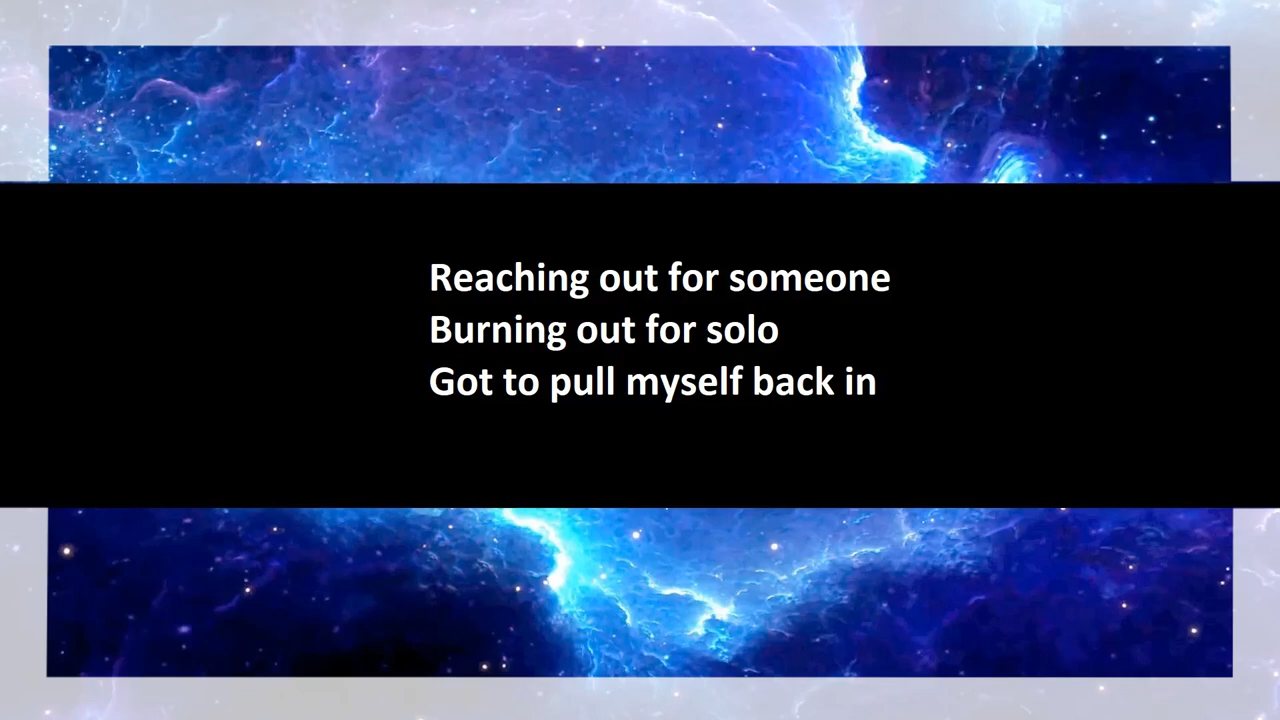 Reaching out for someone
Burning out for solo
Got to pull myself back in